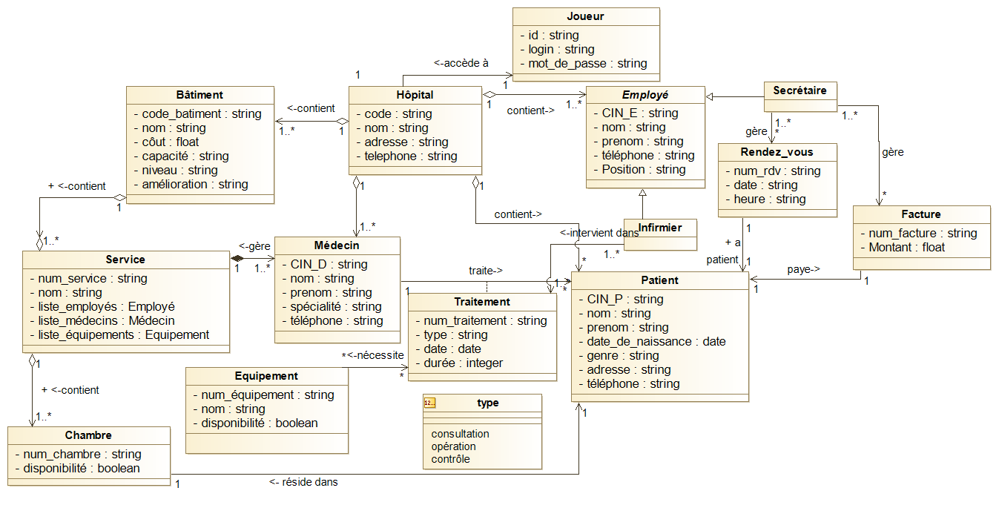 Joueur
- id : string
- login : string
- mot_de_passe : string
<-accède à
1
1
Bâtiment
- code_batiment : string
- nom : string
- côut : float
- capacité : string
- niveau : string
- amélioration : string
<-contient
1..*
1
Hôpital
- code : string
- nom : string
- adresse : string
- telephone : string
1
1..*
contient->
Employé
- CIN_E : string
- nom : string
- prenom : string
- téléphone : string
- Position : string
Secrétaire
1..*
1..*
gère
*
gère
*
Rendez_vous
- num_rdv : string
- date : string
- heure : string
Facture
- num_facture : string
- Montant : float
+ <-contient
1
1..*
1
1..*
1
contient->
*
Infirmier
<-intervient dans
1..*
1
+ a
patient
1
paye->
1
1
Service
- num_service : string
- nom : string
- liste_employés : Employé
- liste_médecins : Médecin
- liste_équipements : Equipement
<-gère
1
1..*
Médecin
- CIN_D : string
- nom : string
- prenom : string
- spécialité : string
- téléphone : string
traite->
1
1..*
*
Patient
- CIN_P : string
- nom : string
- prenom : string
- date_de_naissance : date
- genre : string
- adresse : string
- téléphone : string
Traitement
- num_traitement : string
- type : string
- date : date
- durée : integer
*<-nécessite
*
1
+ <-contient
1..*
Equipement
- num_équipement : string
- nom : string
- disponibilité : boolean
type
consultation
opération
contrôle
Chambre
- num_chambre : string
- disponibilité : boolean
1
<- réside dans
1